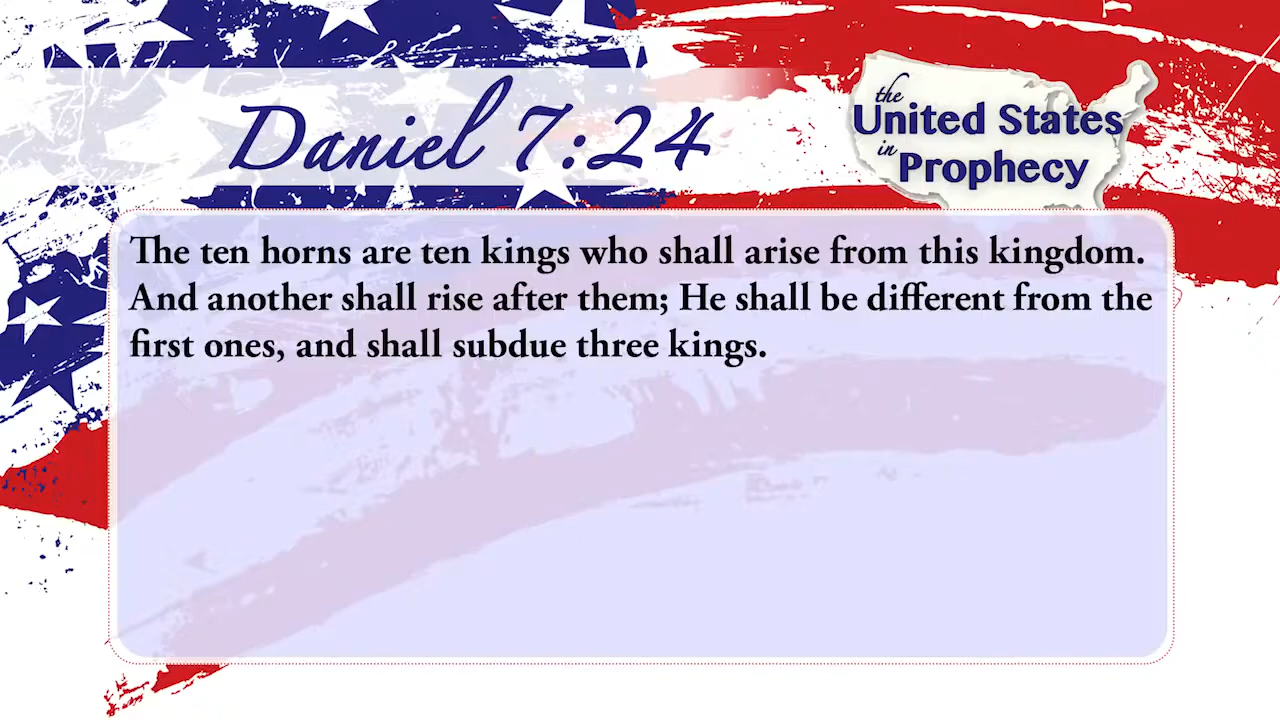 Daniel 7:24
the
United States
in
Prophecy
The ten horns are ten kings who shall arise from this kingdom.
And another shall rise after them; He shall be different from the
first ones, and shall subdue three kings.